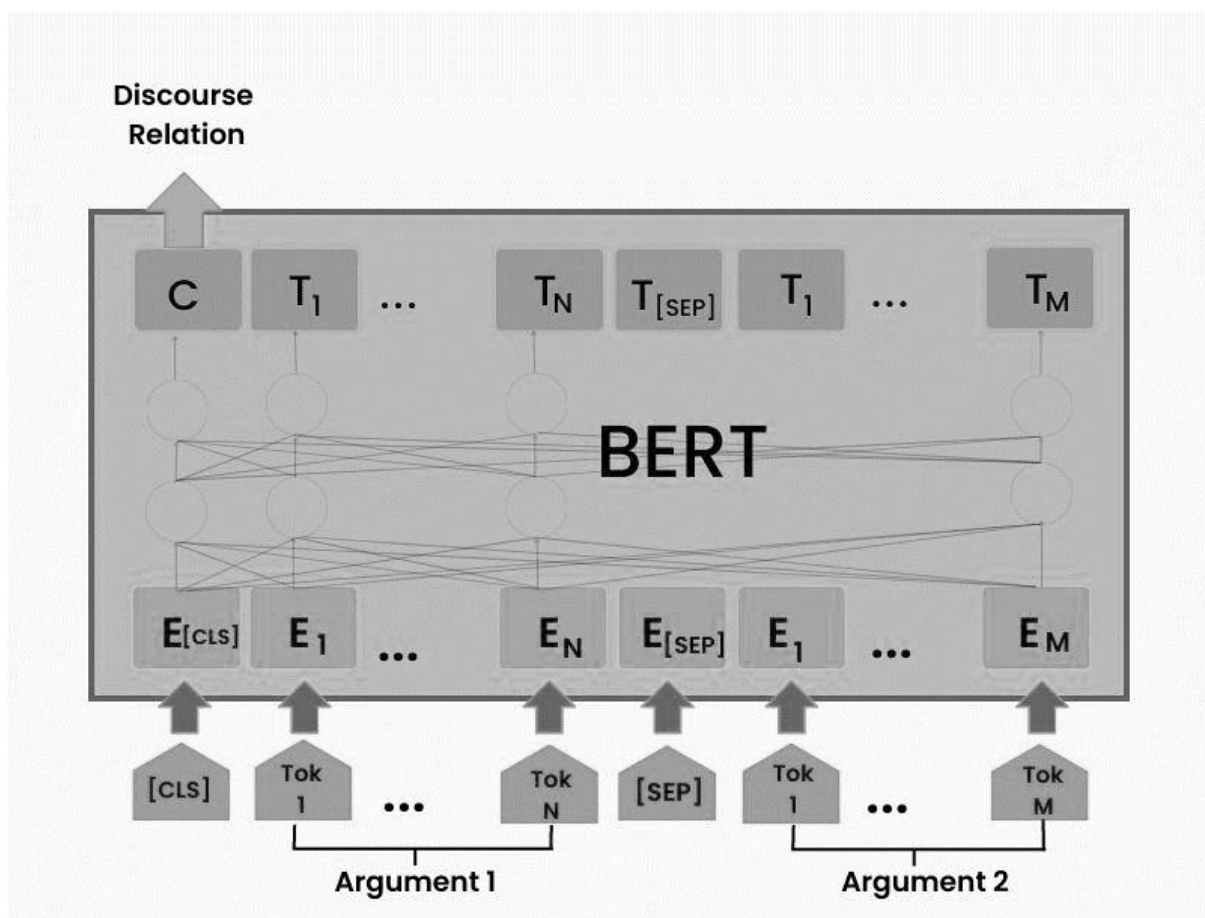 Discourse
Relation
C T1 ... TN T[SEP] T1 ... TM
BERT
E[CLS] E1 ... EN E[SEP] E1 ... EM
[CLS] Tok 1 ... Tok N [SEP] Tok 1 ... Tok M
Argument 1 Argument 2